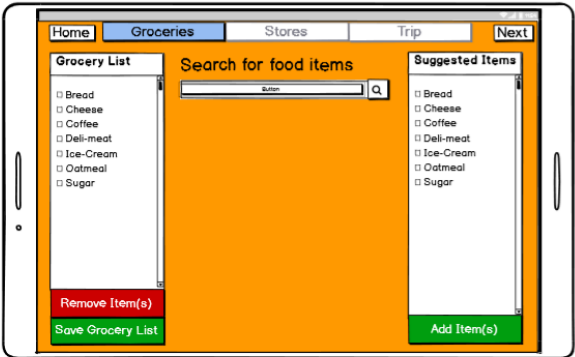 Home
Groceries
Stores
Trip
Next
Grocery List
Bread
Cheese
Coffee
Deli-meat
Ice-Cream
Oatmeal
Sugar
Remove Item(s)
Save Grocery List
Search for food items
Button
Suggested Items
Bread
Cheese
Coffee
Deli-meat
Ice-Cream
Oatmeal
Sugar
Add Item(s)